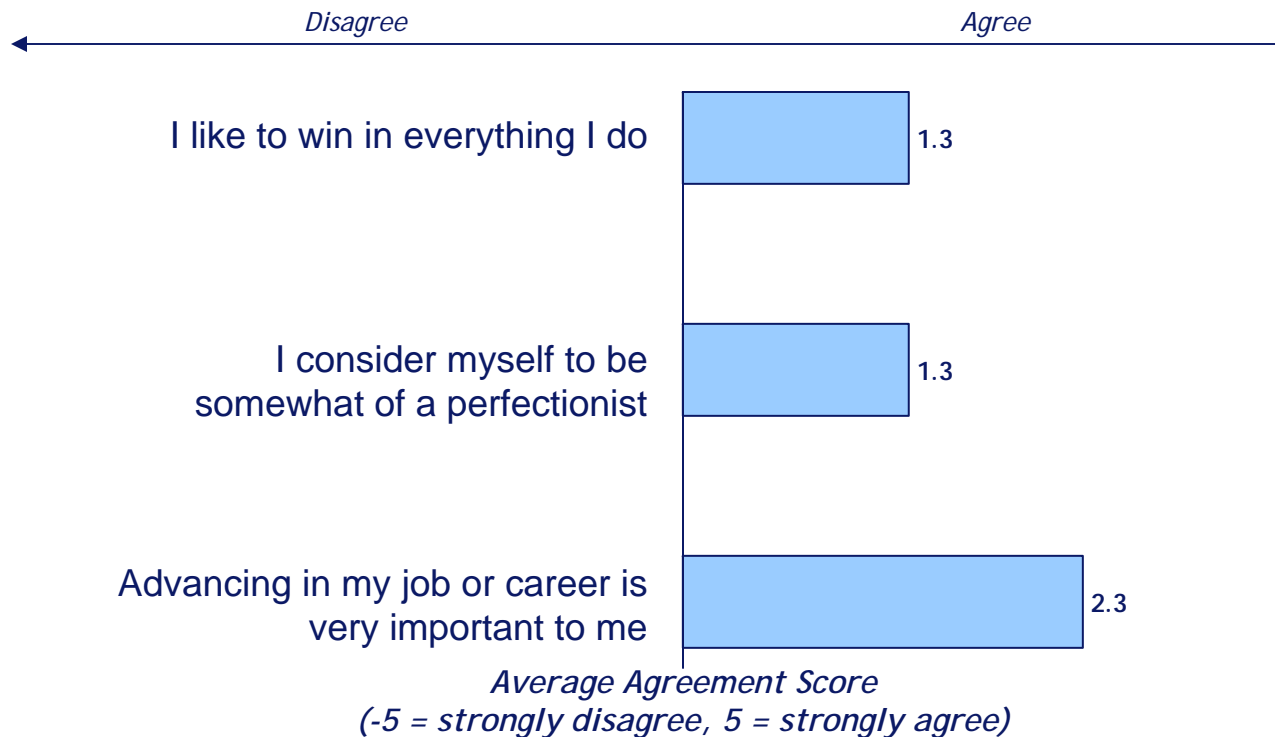 Disagree Agree
I like to win in everything I do
1.3
I consider myself to be
somewhat of a perfectionist
1.3
Advancing in my job or career is
very important to me
2.3
Average Agreement Score
(-5 = strongly disagree, 5 = strongly agree)